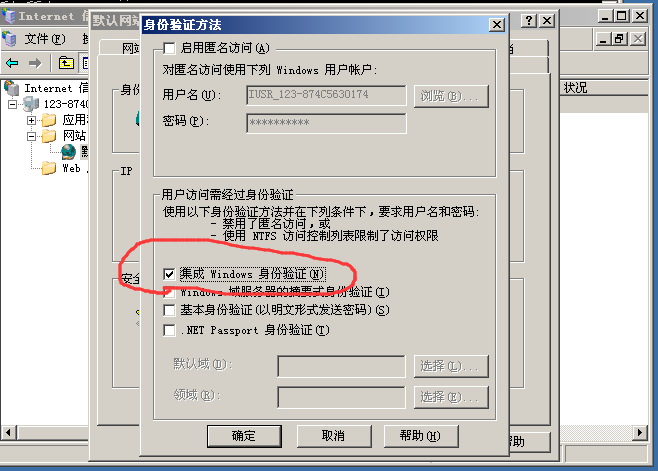 Internet 信
默认网站
身份验证方法
文件(F)
网站
启用匿名访问(A)
对匿名访问使用下列 Windows 用户帐户:
用户名(U):
IUSR_123-874C5630174
浏览(B)...
密码(P):
**********
状况
Internet 信
123-874C
应用
网站
默
Web
身份
IP
安全
用户访问需经过身份验证
使用以下身份验证方法并在下列条件下，要求用户名和密码:
- 禁用了匿名访问，或
- 使用 NTFS 访问控制列表限制了访问权限
集成 Windows 身份验证(N)
Windows 域服务器的摘要式身份验证(I)
基本身份验证(以明文形式发送密码)(S)
.NET Passport 身份验证(T)
默认域(D):
选择(L)...
领域(R):
选择(E)...
确定
取消
帮助(H)
帮助